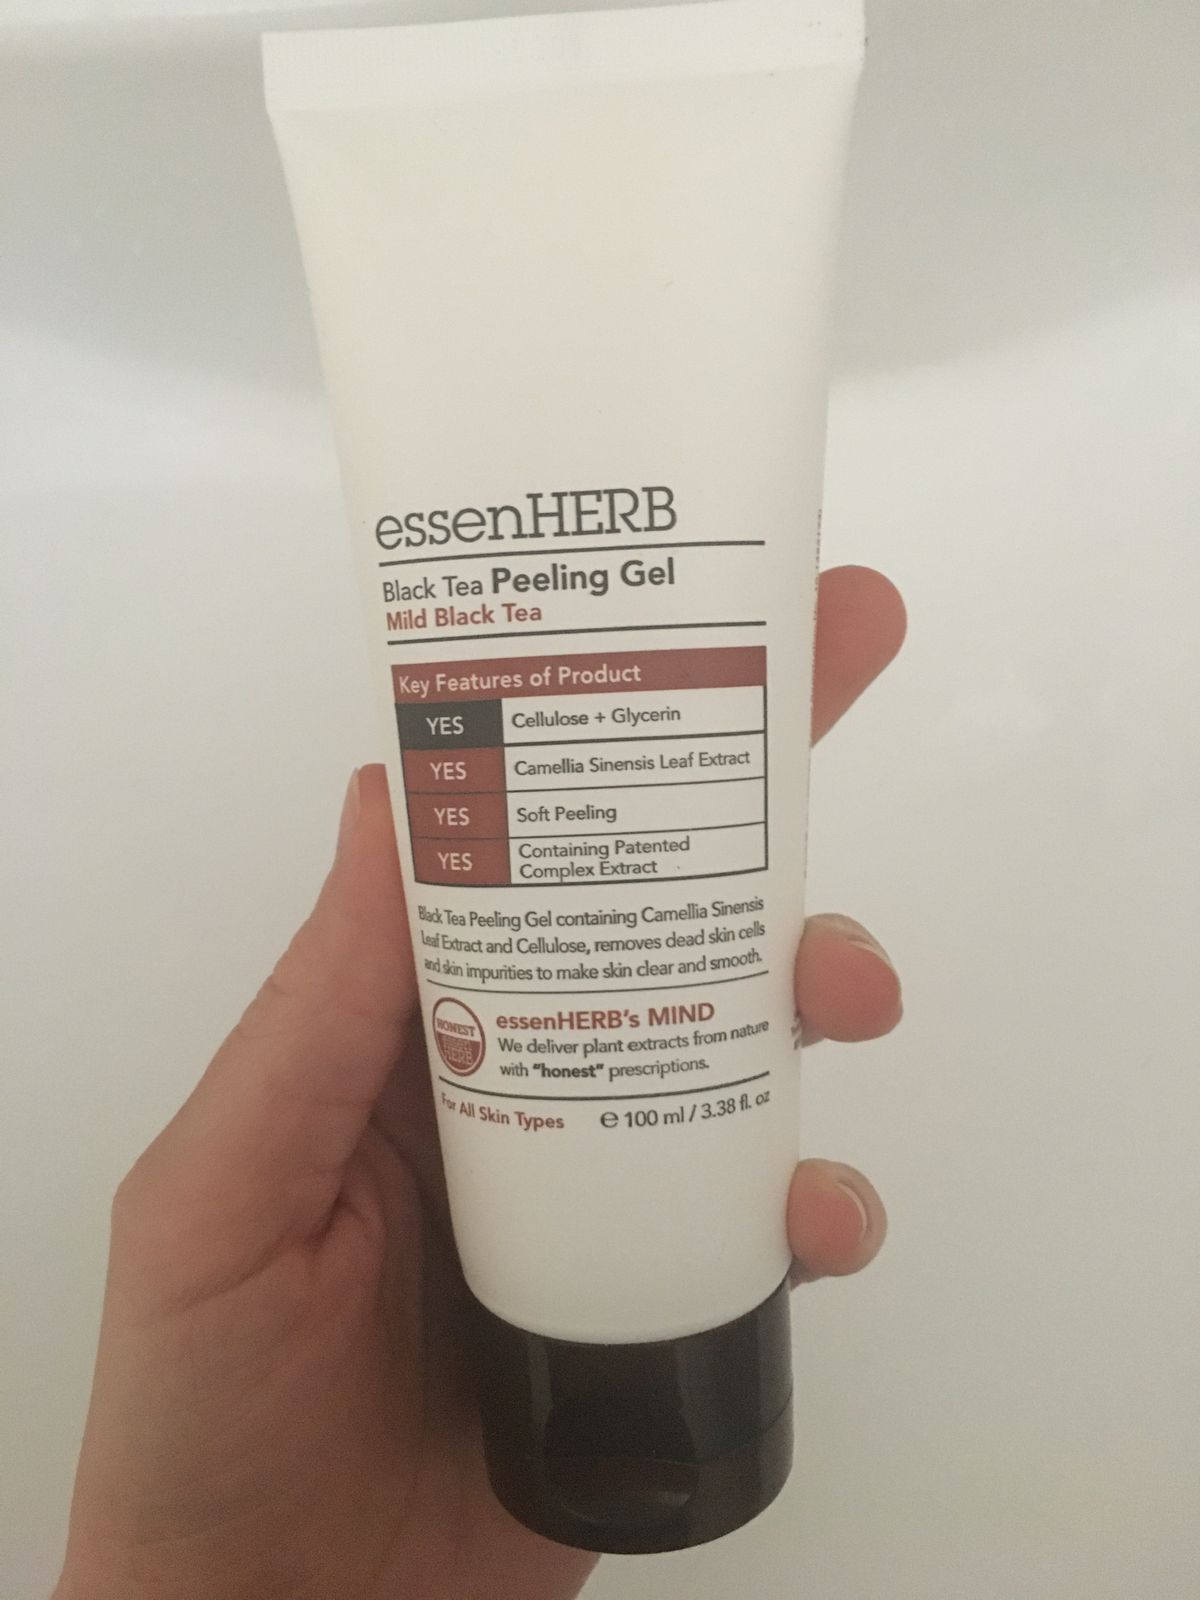 essenHERB
Black Tea Peeling Gel
Mild Black Tea
Key Features of Product
YES Cellulose + Glycerin
YES Camellia Sinensis Leaf Extract
YES Soft Peeling
YES Containing Patented
Complex Extract
Black Tea Peeling Gel containing Camellia Sinensis
Leaf Extract and Cellulose, removes dead skin cells
and skin impurities to make skin clear and smooth.
HONEST
ESSEN
HERB
essenHERB's MIND
We deliver plant extracts from nature
with "honest" prescriptions.
For All Skin Types ℮ 100 ml / 3.38 fl. oz